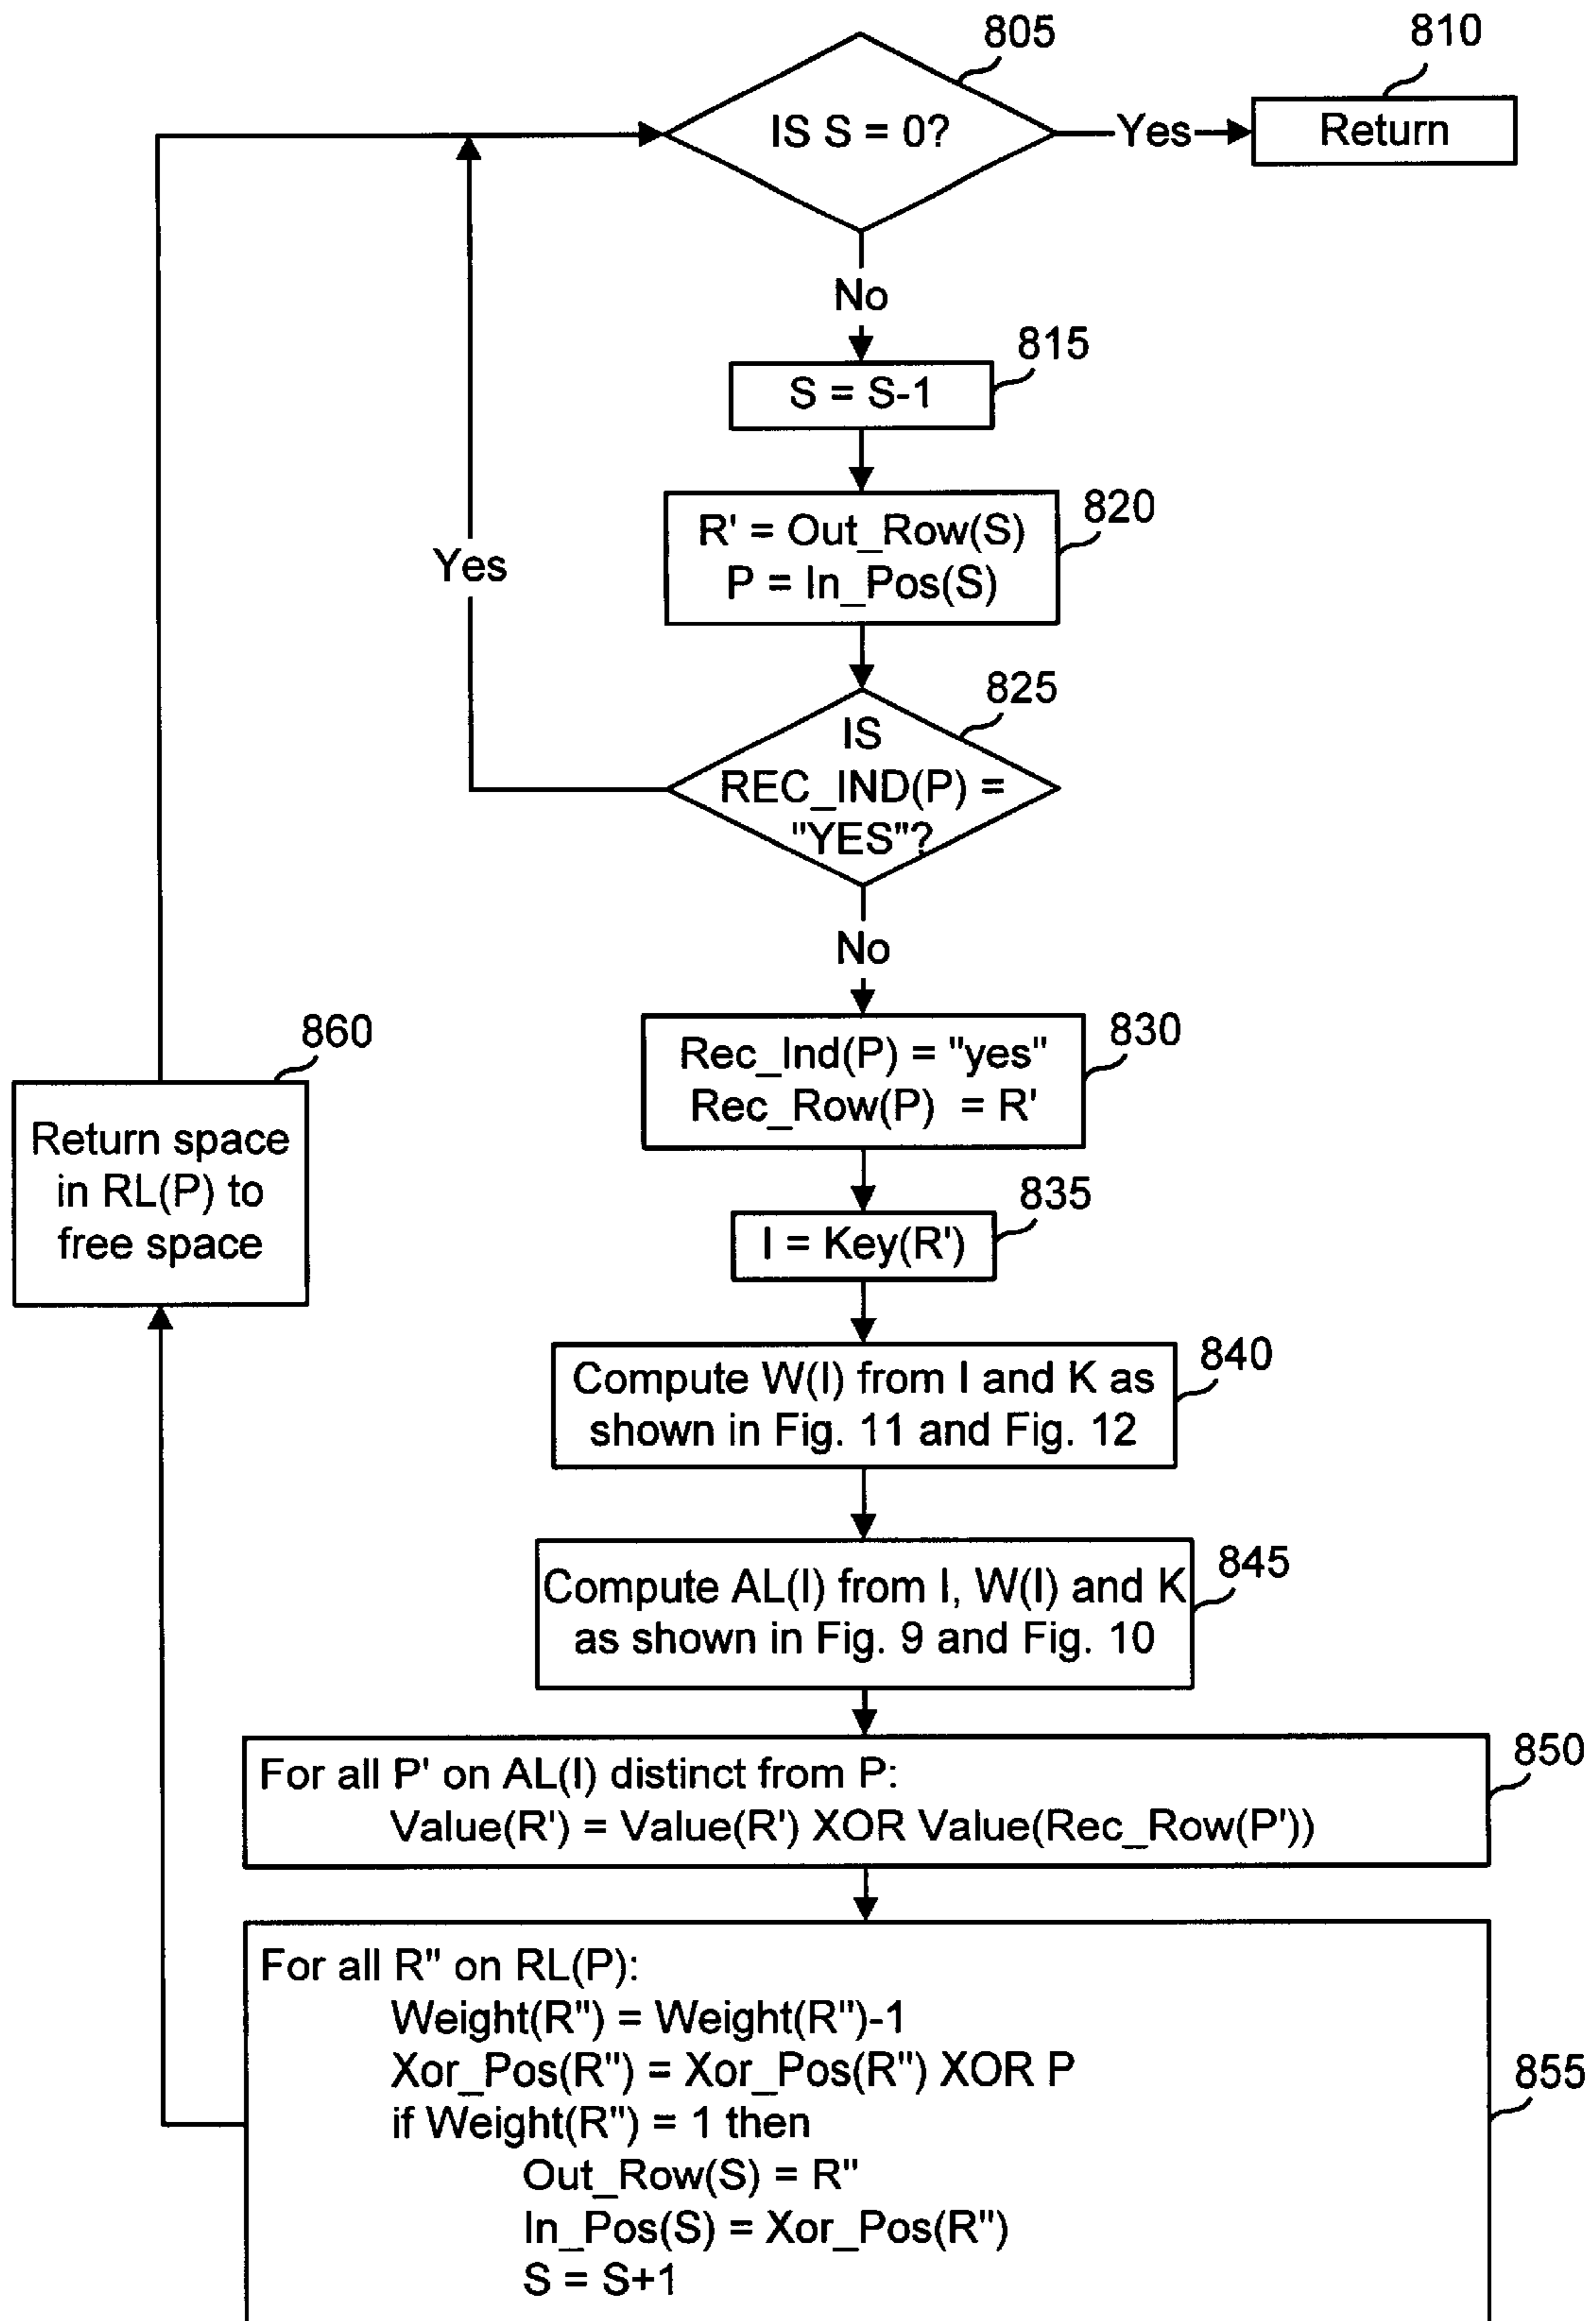 805
810
IS S = 0?
Yes
Return
No
815
S = S-1
820
R' = Out_Row(S)
P = In_Pos(S)
Yes
825
IS
REC_IND(P) =
"YES"?
No
830
Rec_Ind(P) = "yes"
Rec_Row(P) = R'
860
Return space
in RL(P) to
free space
835
I = Key(R')
840
Compute W(I) from I and K as
shown in Fig. 11 and Fig. 12
845
Compute AL(I) from I, W(I) and K
as shown in Fig. 9 and Fig. 10
850
For all P' on AL(I) distinct from P:
Value(R') = Value(R') XOR Value(Rec_Row(P'))
855
For all R" on RL(P):
Weight(R") = Weight(R")-1
Xor_Pos(R") = Xor_Pos(R") XOR P
if Weight(R") = 1 then
Out_Row(S) = R"
In_Pos(S) = Xor_Pos(R")
S = S+1